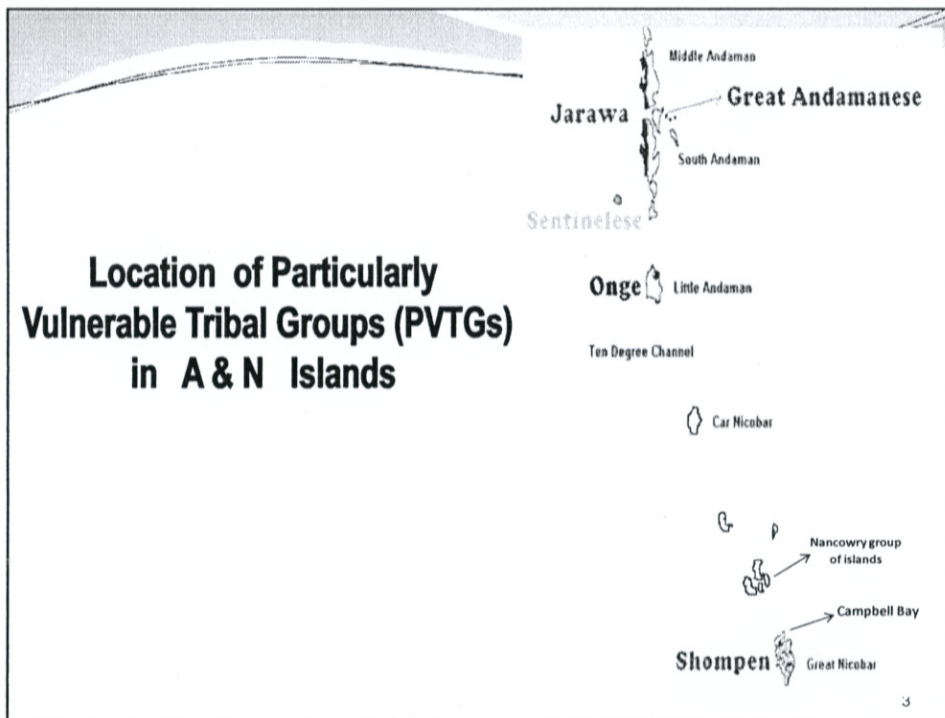 Location of Particularly
Vulnerable Tribal Groups (PVTGs)
in A & N Islands
Middle Andaman
Great Andamanese
Jarawa
South Andaman
Sentinelese
Onge
Little Andaman
Ten Degree Channel
Car Nicobar
Nancowry group
of islands
Campbell Bay
Shompen
Great Nicobar
3